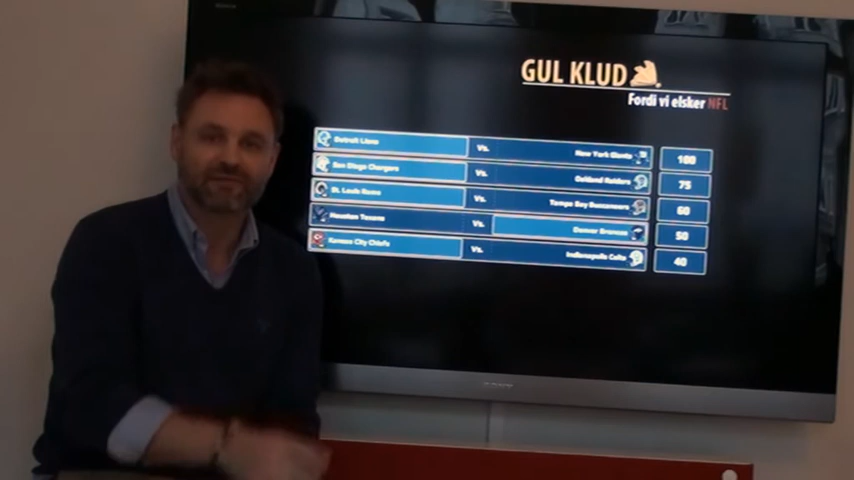 GUL KLUD
Fordi vi elsker NFL
Detroit Lions Vs. New York Giants 100
San Diego Chargers Vs. Oakland Raiders 75
St. Louis Rams Vs. Tampa Bay Buccaneers 60
Houston Texans Vs. Denver Broncos 50
Kansas City Chiefs Vs. Indianapolis Colts 40
SONY